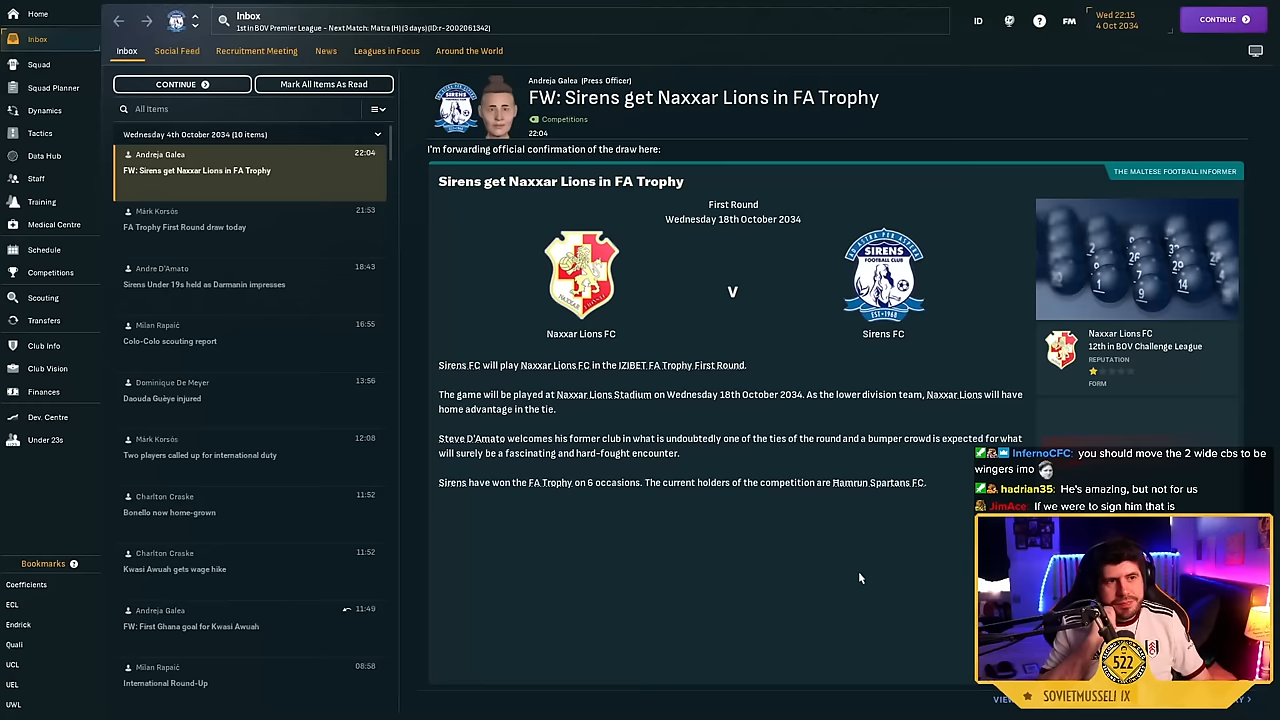 Home
Inbox
Squad
Squad Planner
Dynamics
Tactics
Data Hub
Staff
Training
Medical Centre
Schedule
Competitions
Scouting
Transfers
Club Info
Club Vision
Finances
Dev. Centre
Under 23s
Bookmarks
Coefficients
ECL
Endrick
Quali
UCL
UEL
UWL
Inbox
1st in BOV Premier League - Next Match: Matra (H) (3 days) (ID:r-2002061342)
ID
FM
Wed 22:15
4 Oct 2034
CONTINUE
Inbox Social Feed Recruitment Meeting News Leagues in Focus Around the World
CONTINUE
Mark All Items As Read
All Items
Wednesday 4th October 2034 (10 items)
Andreja Galea 22:04
FW: Sirens get Naxxar Lions in FA Trophy
Márk Korsós 21:53
FA Trophy First Round draw today
Andre D'Amato 18:43
Sirens Under 19s held as Darmanin impresses
Milan Rapaić 16:55
Colo-Colo scouting report
Dominique De Meyer 13:56
Daouda Guèye injured
Márk Korsós 12:08
Two players called up for international duty
Charlton Craske 11:52
Bonello now home-grown
Charlton Craske 11:52
Kwasi Awuah gets wage hike
Andreja Galea 11:49
FW: First Ghana goal for Kwasi Awuah
Milan Rapaić 08:58
International Round-Up
Andreja Galea (Press Officer)
FW: Sirens get Naxxar Lions in FA Trophy
Competitions
22:04
I'm forwarding official confirmation of the draw here:
THE MALTESE FOOTBALL INFORMER
Sirens get Naxxar Lions in FA Trophy
First Round
Wednesday 18th October 2034
V
SIRENS
FOOTBALL CLUB
EST•1968
Naxxar Lions FC
Sirens FC
Sirens FC will play Naxxar Lions FC in the IZIBET FA Trophy First Round.
The game will be played at Naxxar Lions Stadium on Wednesday 18th October 2034. As the lower division team, Naxxar Lions will have
home advantage in the tie.
Steve D'Amato welcomes his former club in what is undoubtedly one of the ties of the round and a bumper crowd is expected for what
will surely be a fascinating and hard-fought encounter.
Sirens have won the FA Trophy on 6 occasions. The current holders of the competition are Hamrun Spartans FC.
Naxxar Lions FC
12th in BOV Challenge League
REPUTATION
FORM
InfernoCFC: you should move the 2 wide cbs to be
wingers imo
hadrian35: He's amazing, but not for us
JimAce: If we were to sign him that is
522
SOVIETMUSSELI IX